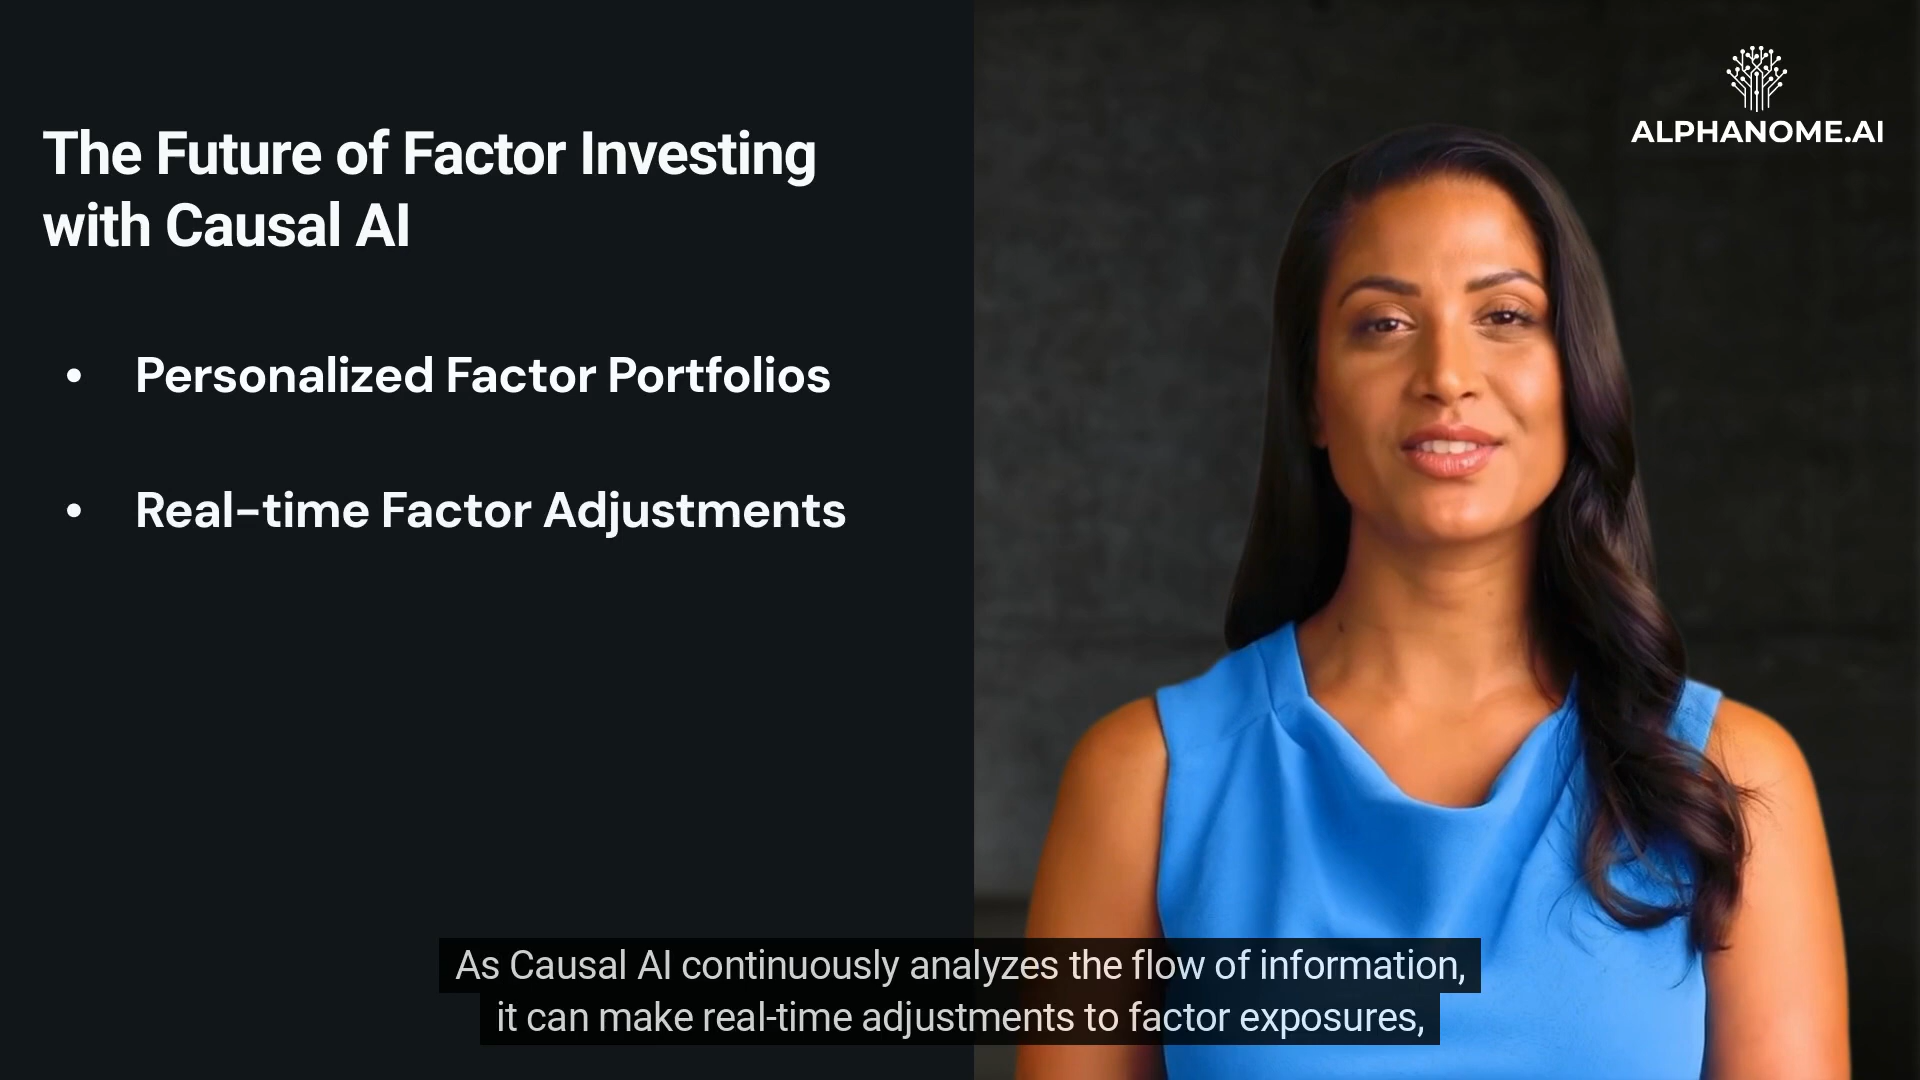 ALPHANOME.AI
The Future of Factor Investing
with Causal AI
• Personalized Factor Portfolios
• Real-time Factor Adjustments
As Causal AI continuously analyzes the flow of information,
it can make real-time adjustments to factor exposures,